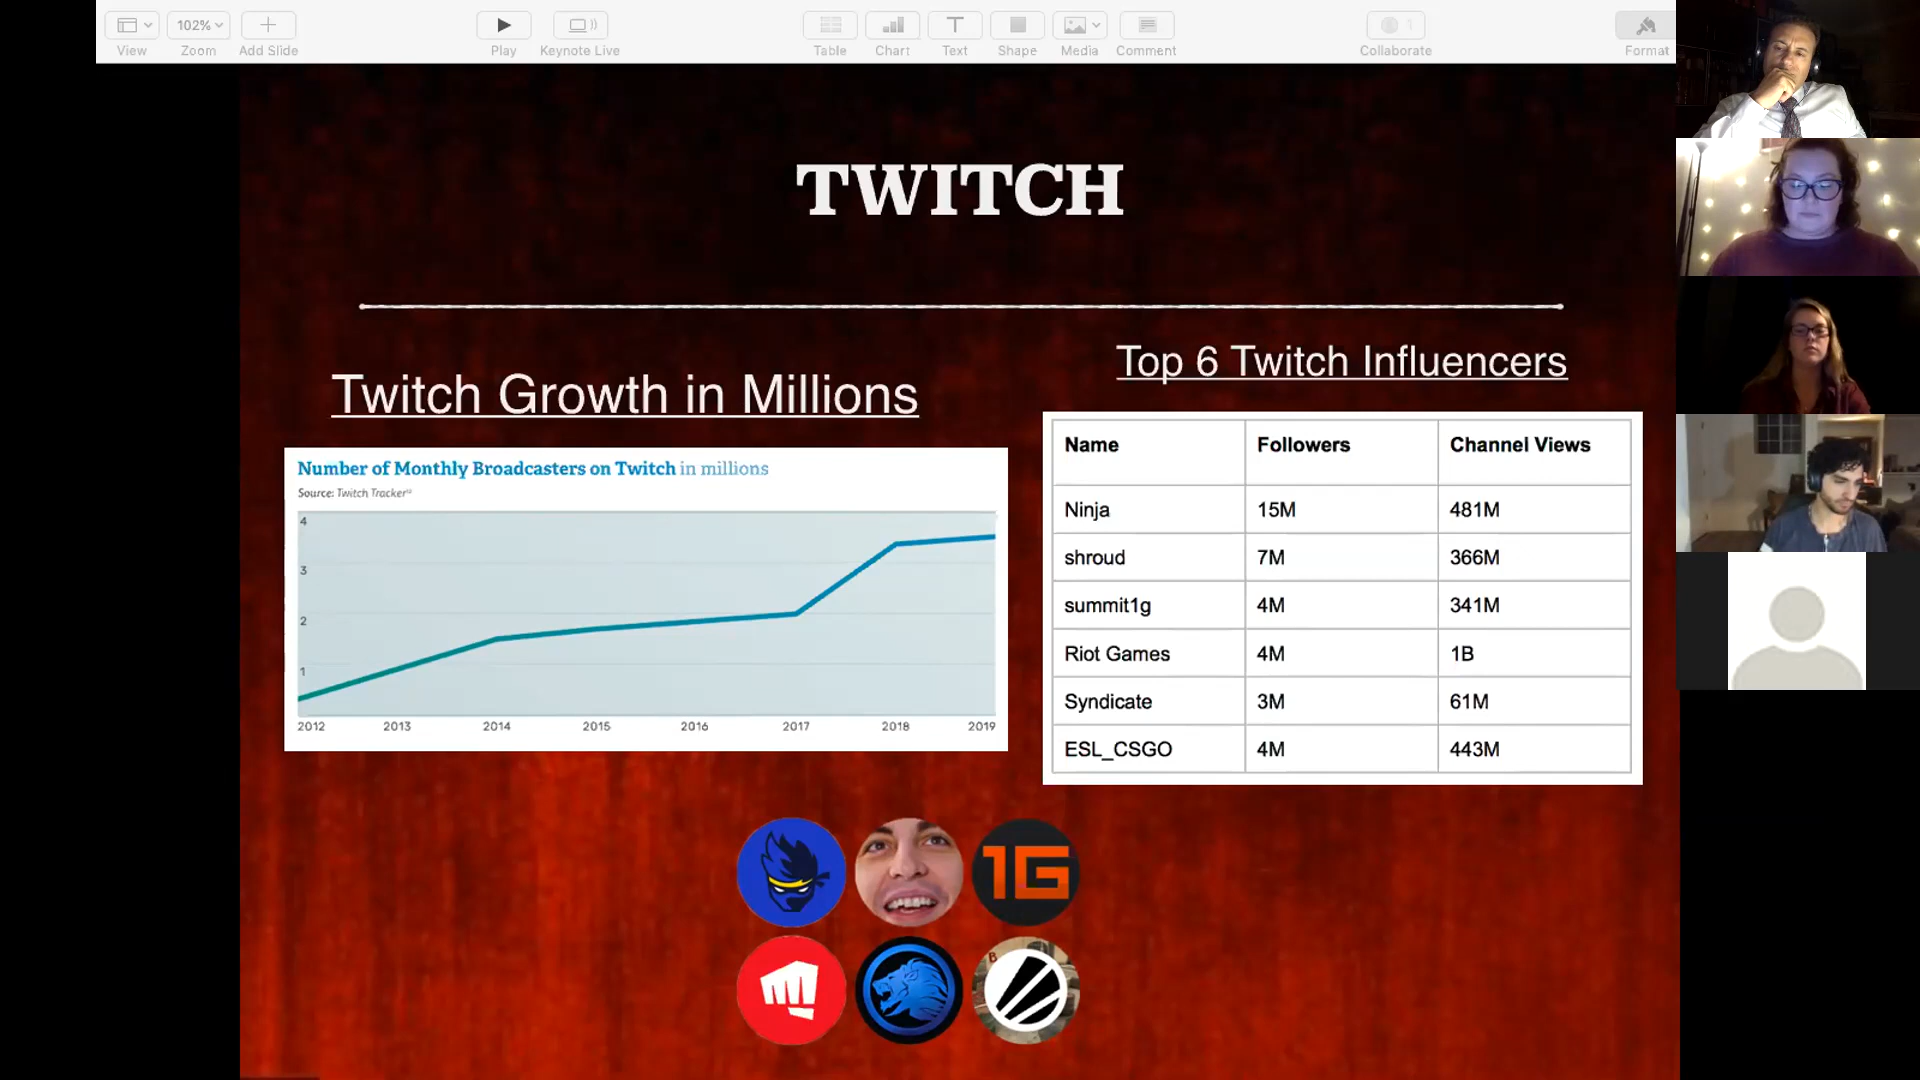 102%
View
Zoom
Add Slide
Play
Keynote Live
Table
Chart
Text
Shape
Media
Comment
1
Collaborate
Format
TWITCH
Twitch Growth in Millions
Number of Monthly Broadcasters on Twitch in millions
Source: Twitch Tracker
4
3
2
1
2012 2013 2014 2015 2016 2017 2018 2019
Top 6 Twitch Influencers
Name Followers Channel Views
Ninja 15M 481M
shroud 7M 366M
summit1g 4M 341M
Riot Games 4M 1B
Syndicate 3M 61M
ESL_CSGO 4M 443M
1G
B